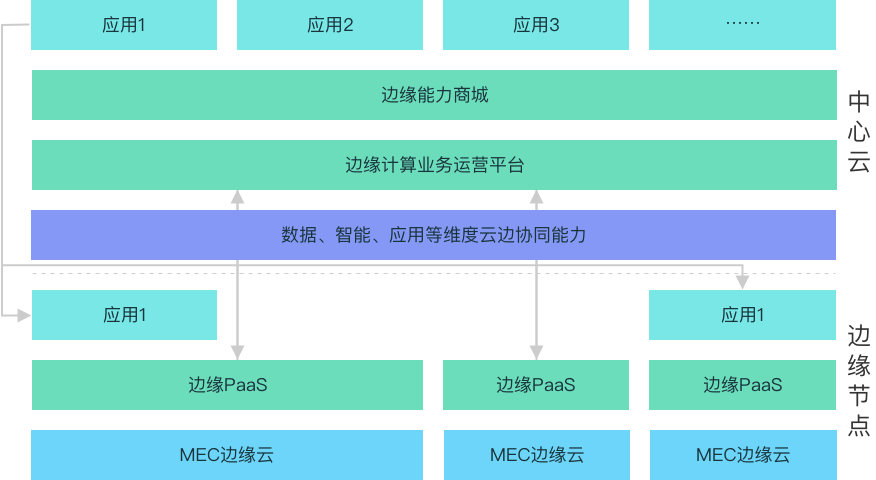 应用1
应用2
应用3
······
边缘能力商城
边缘计算业务运营平台
中心云
数据、智能、应用等维度云边协同能力
应用1
应用1
边缘PaaS
边缘PaaS
边缘PaaS
边缘节点
MEC边缘云
MEC边缘云
MEC边缘云